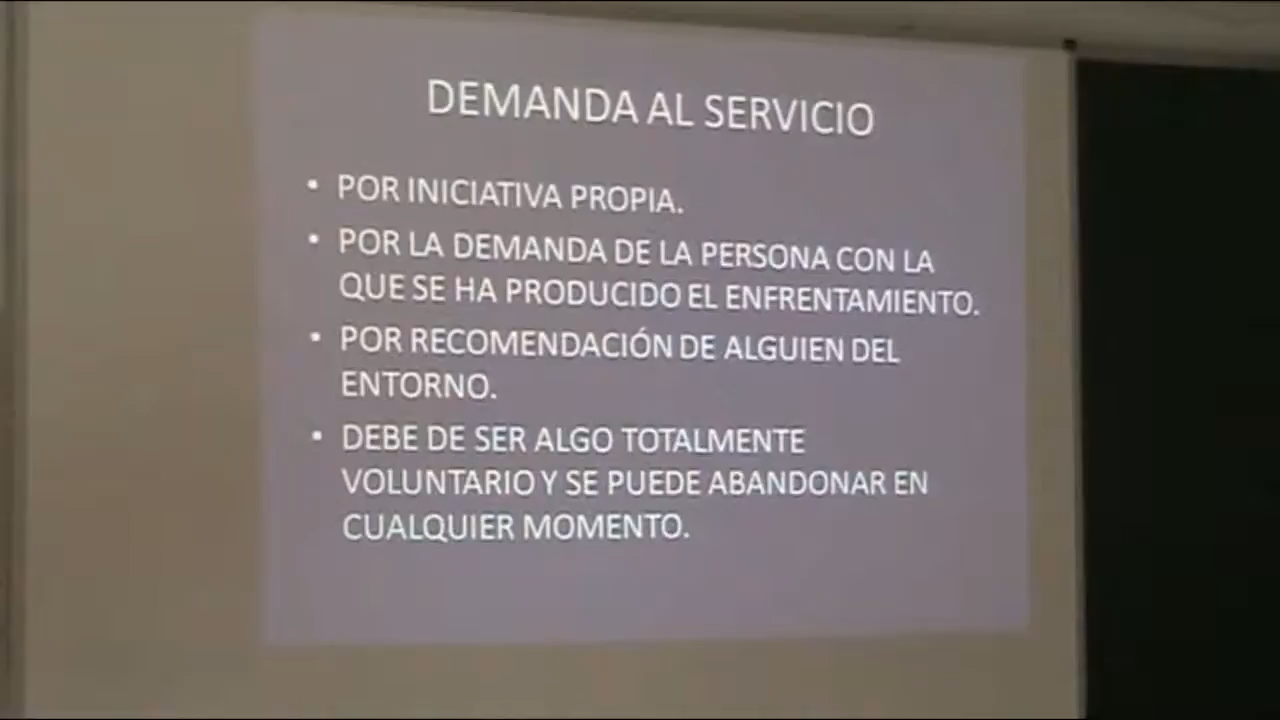 DEMANDA AL SERVICIO
• POR INICIATIVA PROPIA.
• POR LA DEMANDA DE LA PERSONA CON LA
QUE SE HA PRODUCIDO EL ENFRENTAMIENTO.
• POR RECOMENDACIÓN DE ALGUIEN DEL
ENTORNO.
• DEBE DE SER ALGO TOTALMENTE
VOLUNTARIO Y SE PUEDE ABANDONAR EN
CUALQUIER MOMENTO.